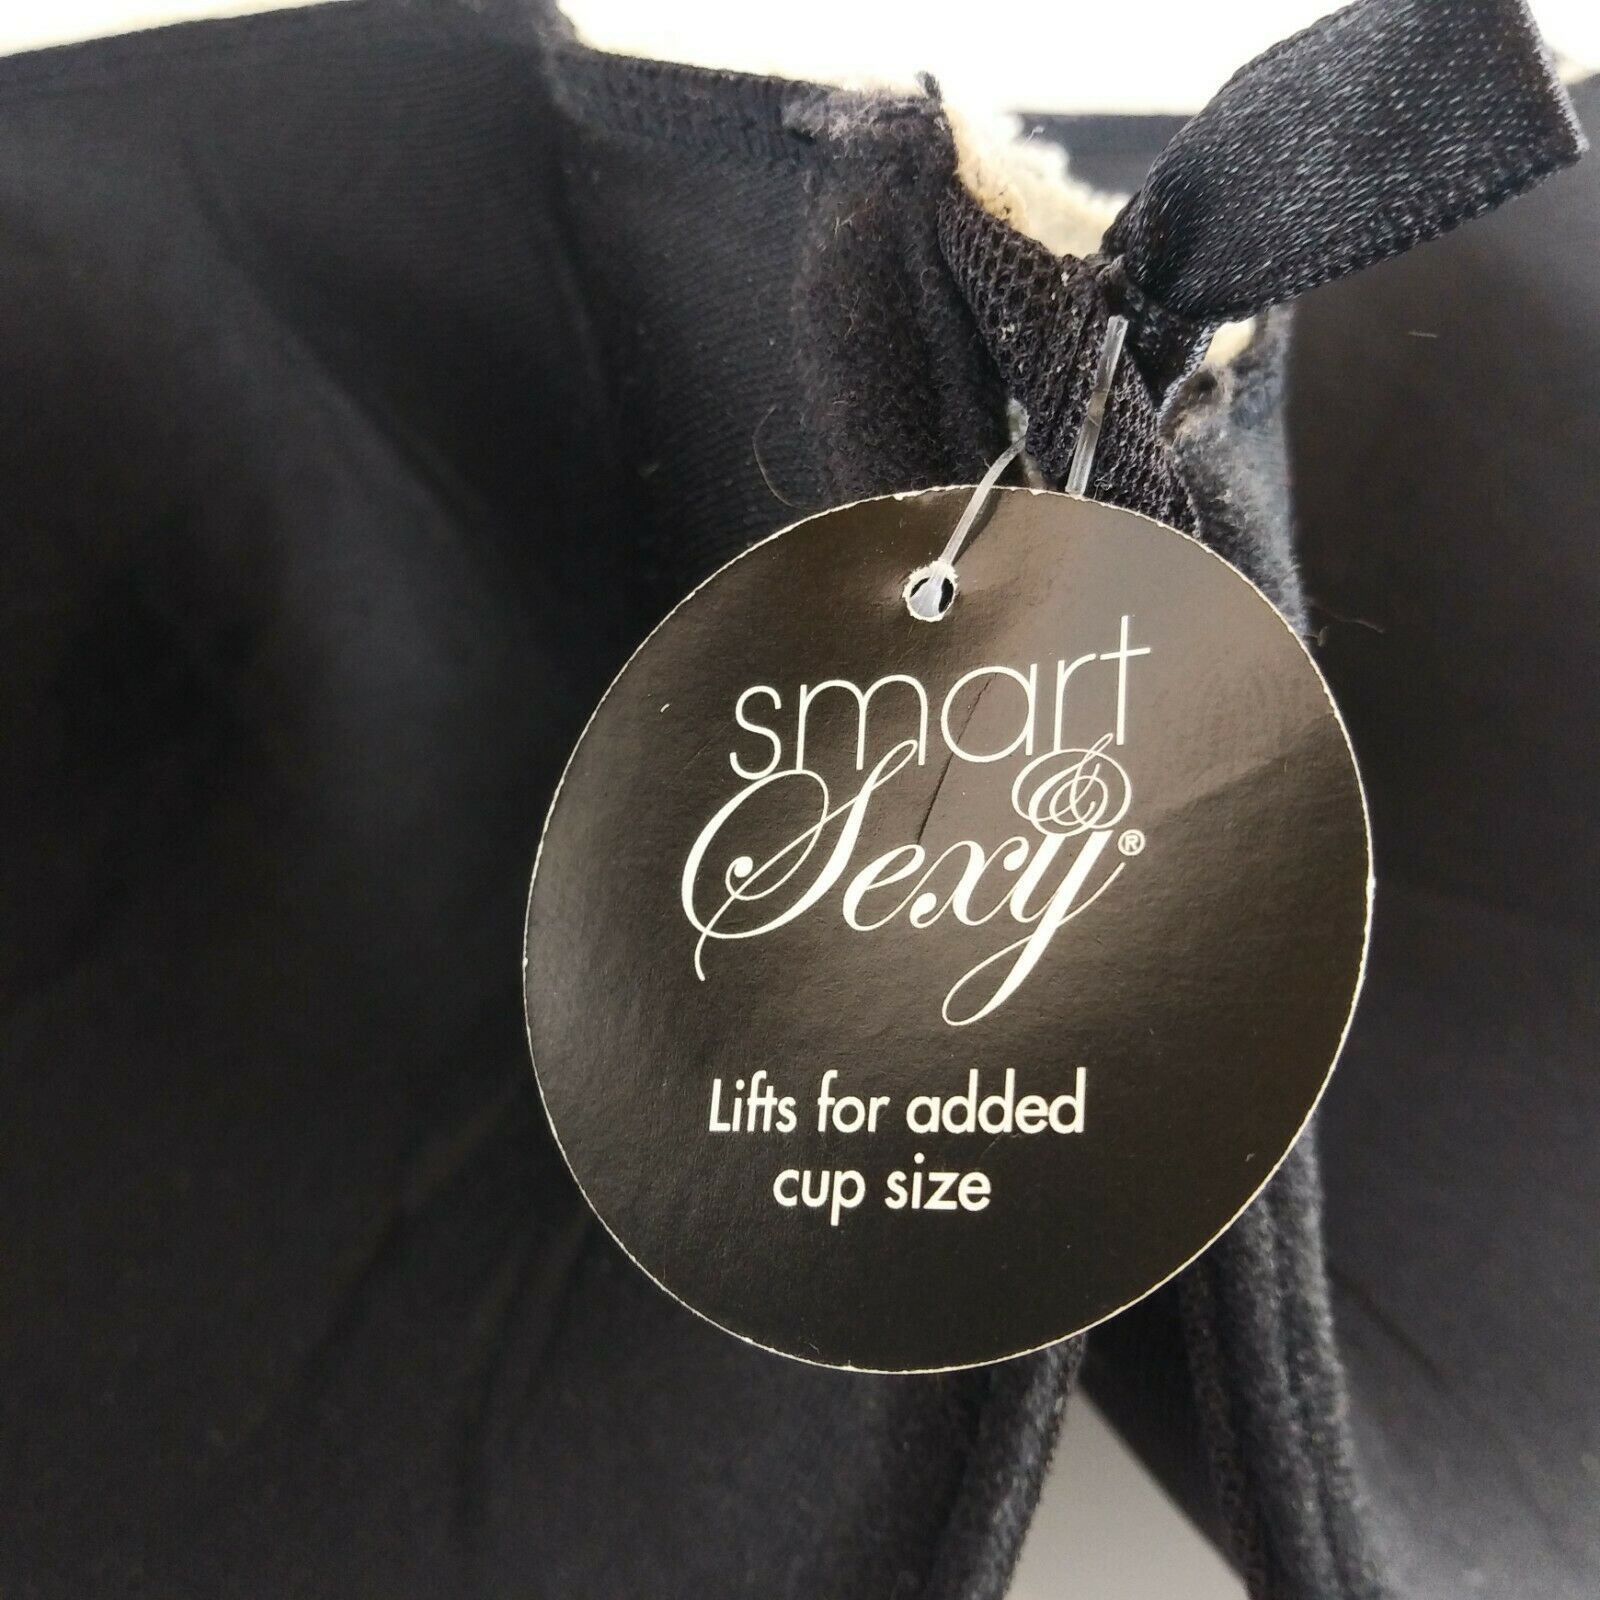 smart
& Sexy®
Lifts for added
cup size